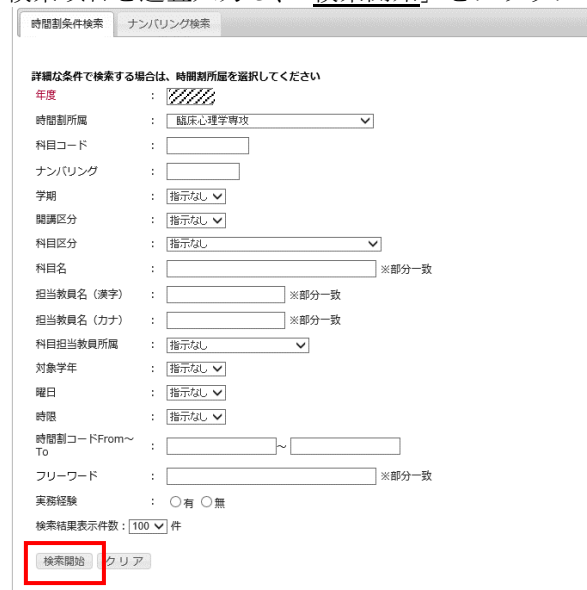 時間割条件検索 ナンバリング検索
詳細な条件で検索する場合は、時間割所属を選択してください
年度 :
時間割所属 : 臨床心理学専攻
科目コード :
ナンバリング :
学期 : 指示なし
開講区分 : 指示なし
科目区分 : 指示なし
科目名 : ※部分一致
担当教員名（漢字） : ※部分一致
担当教員名（カナ） : ※部分一致
科目担当教員所属 : 指示なし
対象学年 : 指示なし
曜日 : 指示なし
時限 : 指示なし
時間割コードFrom～
To : ～
フリーワード : ※部分一致
実務経験 : ○有 ○無
検索結果表示件数 : 100 件
検索開始 クリア